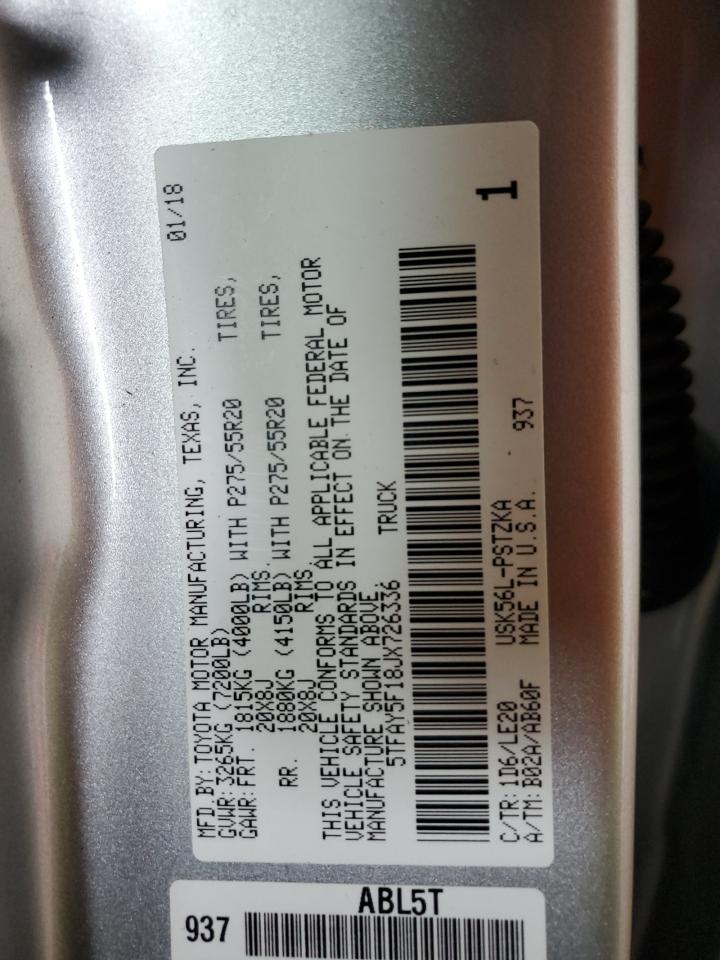 MFD.BY:TOYOTA MOTOR MANUFACTURING, TEXAS, INC. 01/18
GVWR:3265KG (7200LB)
GAWR:FRT. 1815KG (4000LB) WITH P275/55R20 TIRES,
20X8J RIMS.
RR. 1880KG (4150LB) WITH P275/55R20 TIRES,
20X8J RIMS.
THIS VEHICLE CONFORMS TO ALL APPLICABLE FEDERAL MOTOR
VEHICLE SAFETY STANDARDS IN EFFECT ON THE DATE OF
MANUFACTURE SHOWN ABOVE.
5TFAY5F18JX726336 TRUCK
C/TR:1D6/LE20 USK56L-PSTZKA 937 1
A/TM:B02A/AB60F MADE IN U.S.A.
ABL5T
937